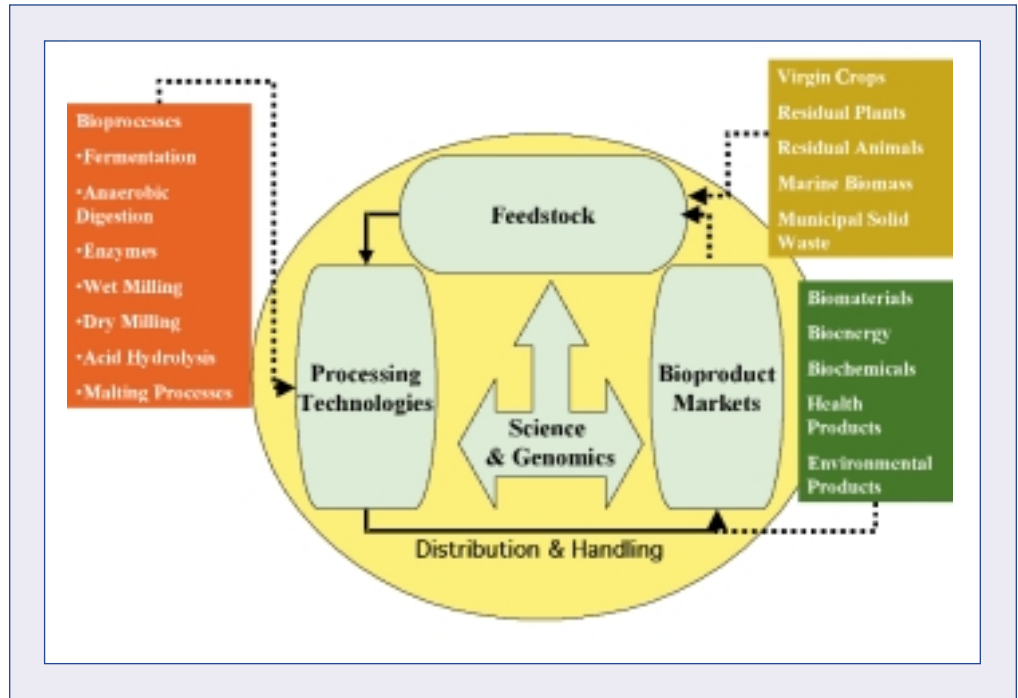 Bioprocesses
•Fermentation
•Anaerobic
Digestion
•Enzymes
•Wet Milling
•Dry Milling
•Acid Hydrolysis
•Malting Processes
Virgin Crops
Residual Plants
Residual Animals
Marine Biomass
Municipal Solid
Waste
Feedstock
Processing
Technologies
Science
& Genomics
Bioproduct
Markets
Biomaterials
Bioenergy
Biochemicals
Health
Products
Environmental
Products
Distribution & Handling